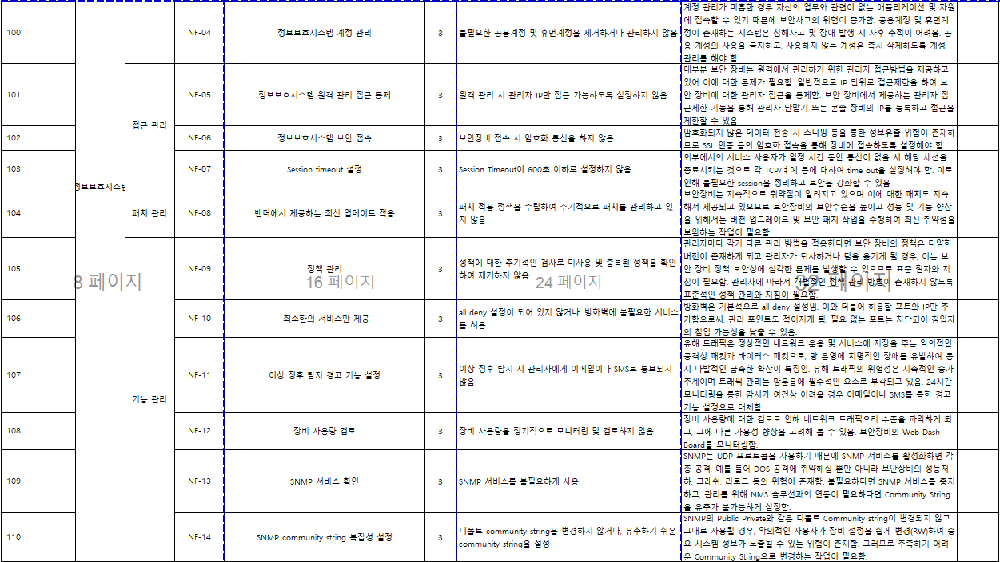 100
NF-04
정보보호시스템 계정 관리
3
불필요한 공용계정 및 휴먼계정을 제거하거나 관리하지 않음
계정 관리가 미흡한 경우 자신의 업무와 관련이 없는 애플리케이션 및 자원
에 접속할 수 있기 때문에 보안사고의 위험이 증가함. 공용계정 및 휴먼계
정이 존재하는 시스템은 침해사고 및 장애 발생 시 사후 추적이 어려움. 공
용 계정의 사용을 금지하고, 사용하지 않는 계정은 즉시 삭제하도록 계정
관리를 해야 함.
101
접근 관리
NF-05
정보보호시스템 원격 관리 접근 통제
3
원격 관리 시 관리자 IP만 접근 가능하도록 설정하지 않음
대부분 보안 장비는 원격에서 관리하기 위한 관리자 접근방법을 제공하고
있어 이에 대한 통제가 필요함. 일반적으로 IP 단위로 접근제한을 하여 보
안 장비에 대한 관리자 접근을 통제함. 보안 장비에서 제공하는 관리자 접
근제한 기능을 통해 관리자 단말기 또는 콘솔 장비의 IP를 등록하고 접근을
제한할 수 있음
102
NF-06
정보보호시스템 보안 접속
3
보안장비 접속 시 암호화 통신을 하지 않음
암호화되지 않은 데이터 전송 시 스니핑 등을 통한 정보유출 위험이 존재하
므로 SSL 인증 등의 암호화 접속을 통해 장비에 접속하도록 설정해야 함
103
NF-07
Session timeout 설정
3
Session Timeout이 600초 이하로 설정하지 않음
외부에서의 서비스 사용자가 일정 시간 동안 통신이 없을 시 해당 세션을
종료시키는 것으로 각 TCP/ 예 등에 대하여 time out을 설정해야 함. 이로
인해 불필요한 session을 정리하고 보안을 강화할 수 있음
정보보호시스템
104
패치 관리
NF-08
벤더에서 제공하는 최신 업데이트 적용
3
패치 적용 정책을 수립하여 주기적으로 패치를 관리하고 있
지 않음
보안장비는 지속적으로 취약점이 알려지고 있으며 이에 대한 패치도 지속
해서 제공되고 있으므로 보안장비의 보안수준을 높이고 성능 및 기능 향상
을 위해서는 버전 업그레이드 및 보안 패치 작업을 수행하여 최신 취약점을
보완하는 작업이 필요함.
105
NF-09
정책 관리
3
정책에 대한 주기적인 검사로 미사용 및 중복된 정책을 확인
하여 제거하지 않음
관리자마다 각기 다른 관리 방법을 적용한다면 보안 장비의 정책은 다양한
버전이 존재하게 되고 관리자가 퇴사하거나 팀을 옮기게 될 경우, 이는 보
안 장비 정책 보안성에 심각한 문제를 발생할 수 있으므로 표준 절차와 지
침이 필요함. 관리자에 따라서 개별적인 정책 관리 방법이 존재하지 않도록
표준적인 정책 관리와 지침이 필요함.
8 페이지
16 페이지
24 페이지
32 페이지
106
NF-10
최소한의 서비스만 제공
3
all deny 설정이 되어 있지 않거나, 방화벽에 불필요한 서비스
를 허용
방화벽은 기본적으로 all deny 설정임. 이와 더불어 허용할 포트와 IP만 추
가함으로써, 관리 포인트도 적어지게 됨. 필요 없는 포트는 차단되어 침입자
의 침입 가능성을 낮출 수 있음.
107
기능 관리
NF-11
이상 징후 탐지 경고 기능 설정
3
이상 징후 탐지 시 관리자에게 이메일이나 SMS로 통보되지
않음
유해 트래픽은 정상적인 네트워크 운용 및 서비스에 지장을 주는 악의적인
공격성 패킷과 바이러스 패킷으로, 망 운영에 치명적인 장애를 유발하여 동
시 다발적인 급속한 확산이 특징임. 유해 트래픽의 위험성은 지속적인 증가
추세이며 트래픽 관리는 망운용에 필수적인 요소로 부각되고 있음. 24시간
모니터링을 통한 감시가 여건상 어려울 경우 이메일이나 SMS를 통한 경고
기능 설정으로 대체함.
108
NF-12
장비 사용량 검토
3
장비 사용량을 정기적으로 모니터링 및 검토하지 않음
장비 사용량에 대한 검토로 인해 네트워크 트래픽으리 수준을 파악하게 되
고, 그에 따른 가용성 향상을 고려해 볼 수 있음. 보안장비의 Web Dash
Board를 모니터링함.
109
NF-13
SNMP 서비스 확인
3
SNMP 서비스를 불필요하게 사용
SNMP는 UDP 프로토콜을 사용하기 때문에 SNMP 서비스를 활성화하면 각
종 공격, 예를 들어 DOS 공격에 취약해질 뿐만 아니라 보안장비의 성능저
하, 크래쉬, 리로드 등의 위험이 존재함. 불필요하다면 SNMP 서비스를 중지
하고, 관리를 위해 NMS 솔루션과의 연동이 필요하다면 Community String
을 유추가 불가능하게 설정함.
110
NF-14
SNMP community string 복잡성 설정
3
디폴트 community string을 변경하지 않거나, 유추하기 쉬운
community string을 설정
SNMP의 Public Private와 같은 디폴트 Community string이 변경되지 않고
그대로 사용될 경우, 악의적인 사용자가 장비 설정을 쉽게 변경(RW)하여 중
요 시스템 정보가 노출될 수 있는 위험이 존재함. 그러므로 추측하기 어려
운 Community String으로 변경하는 작업이 필요함.